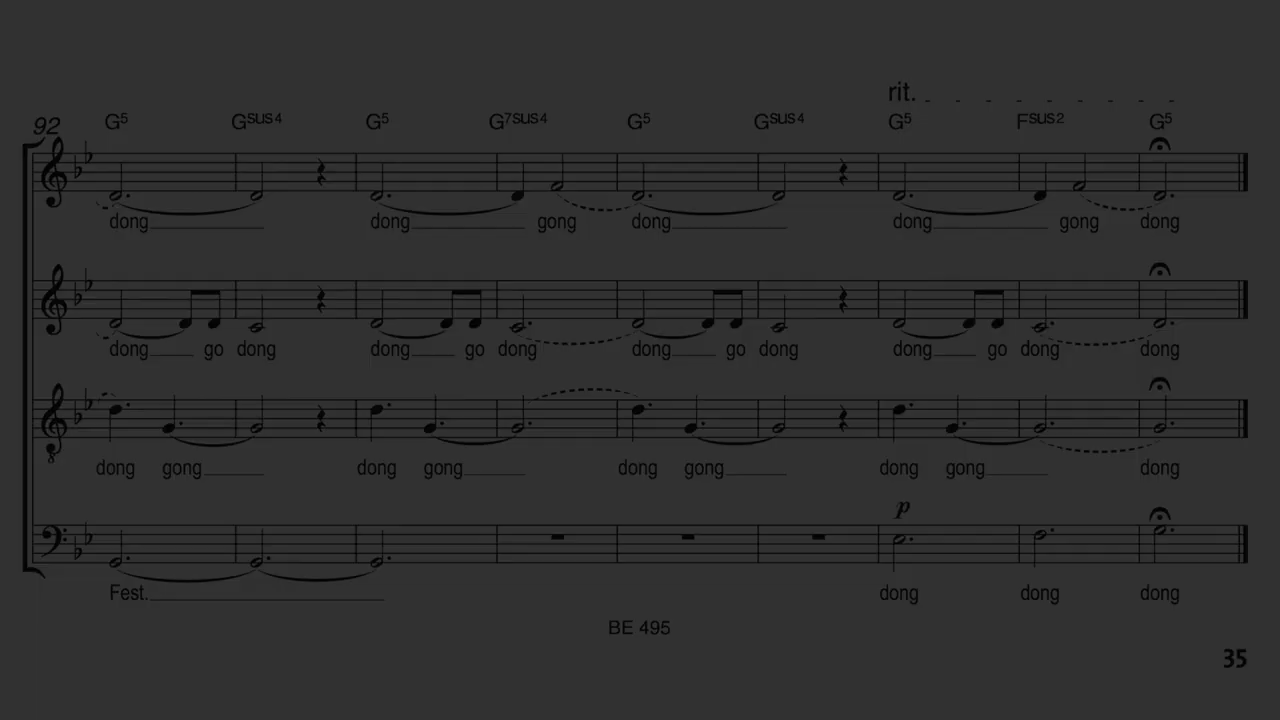 rit.
92 G5 Gsus4 G5 G7sus4 G5 Gsus4 G5 Fsus2 G5
dong dong gong dong dong gong dong
dong go dong dong go dong dong go dong dong go dong dong
dong gong dong gong dong gong dong gong dong
8
p
Fest. dong dong dong
BE 495
35